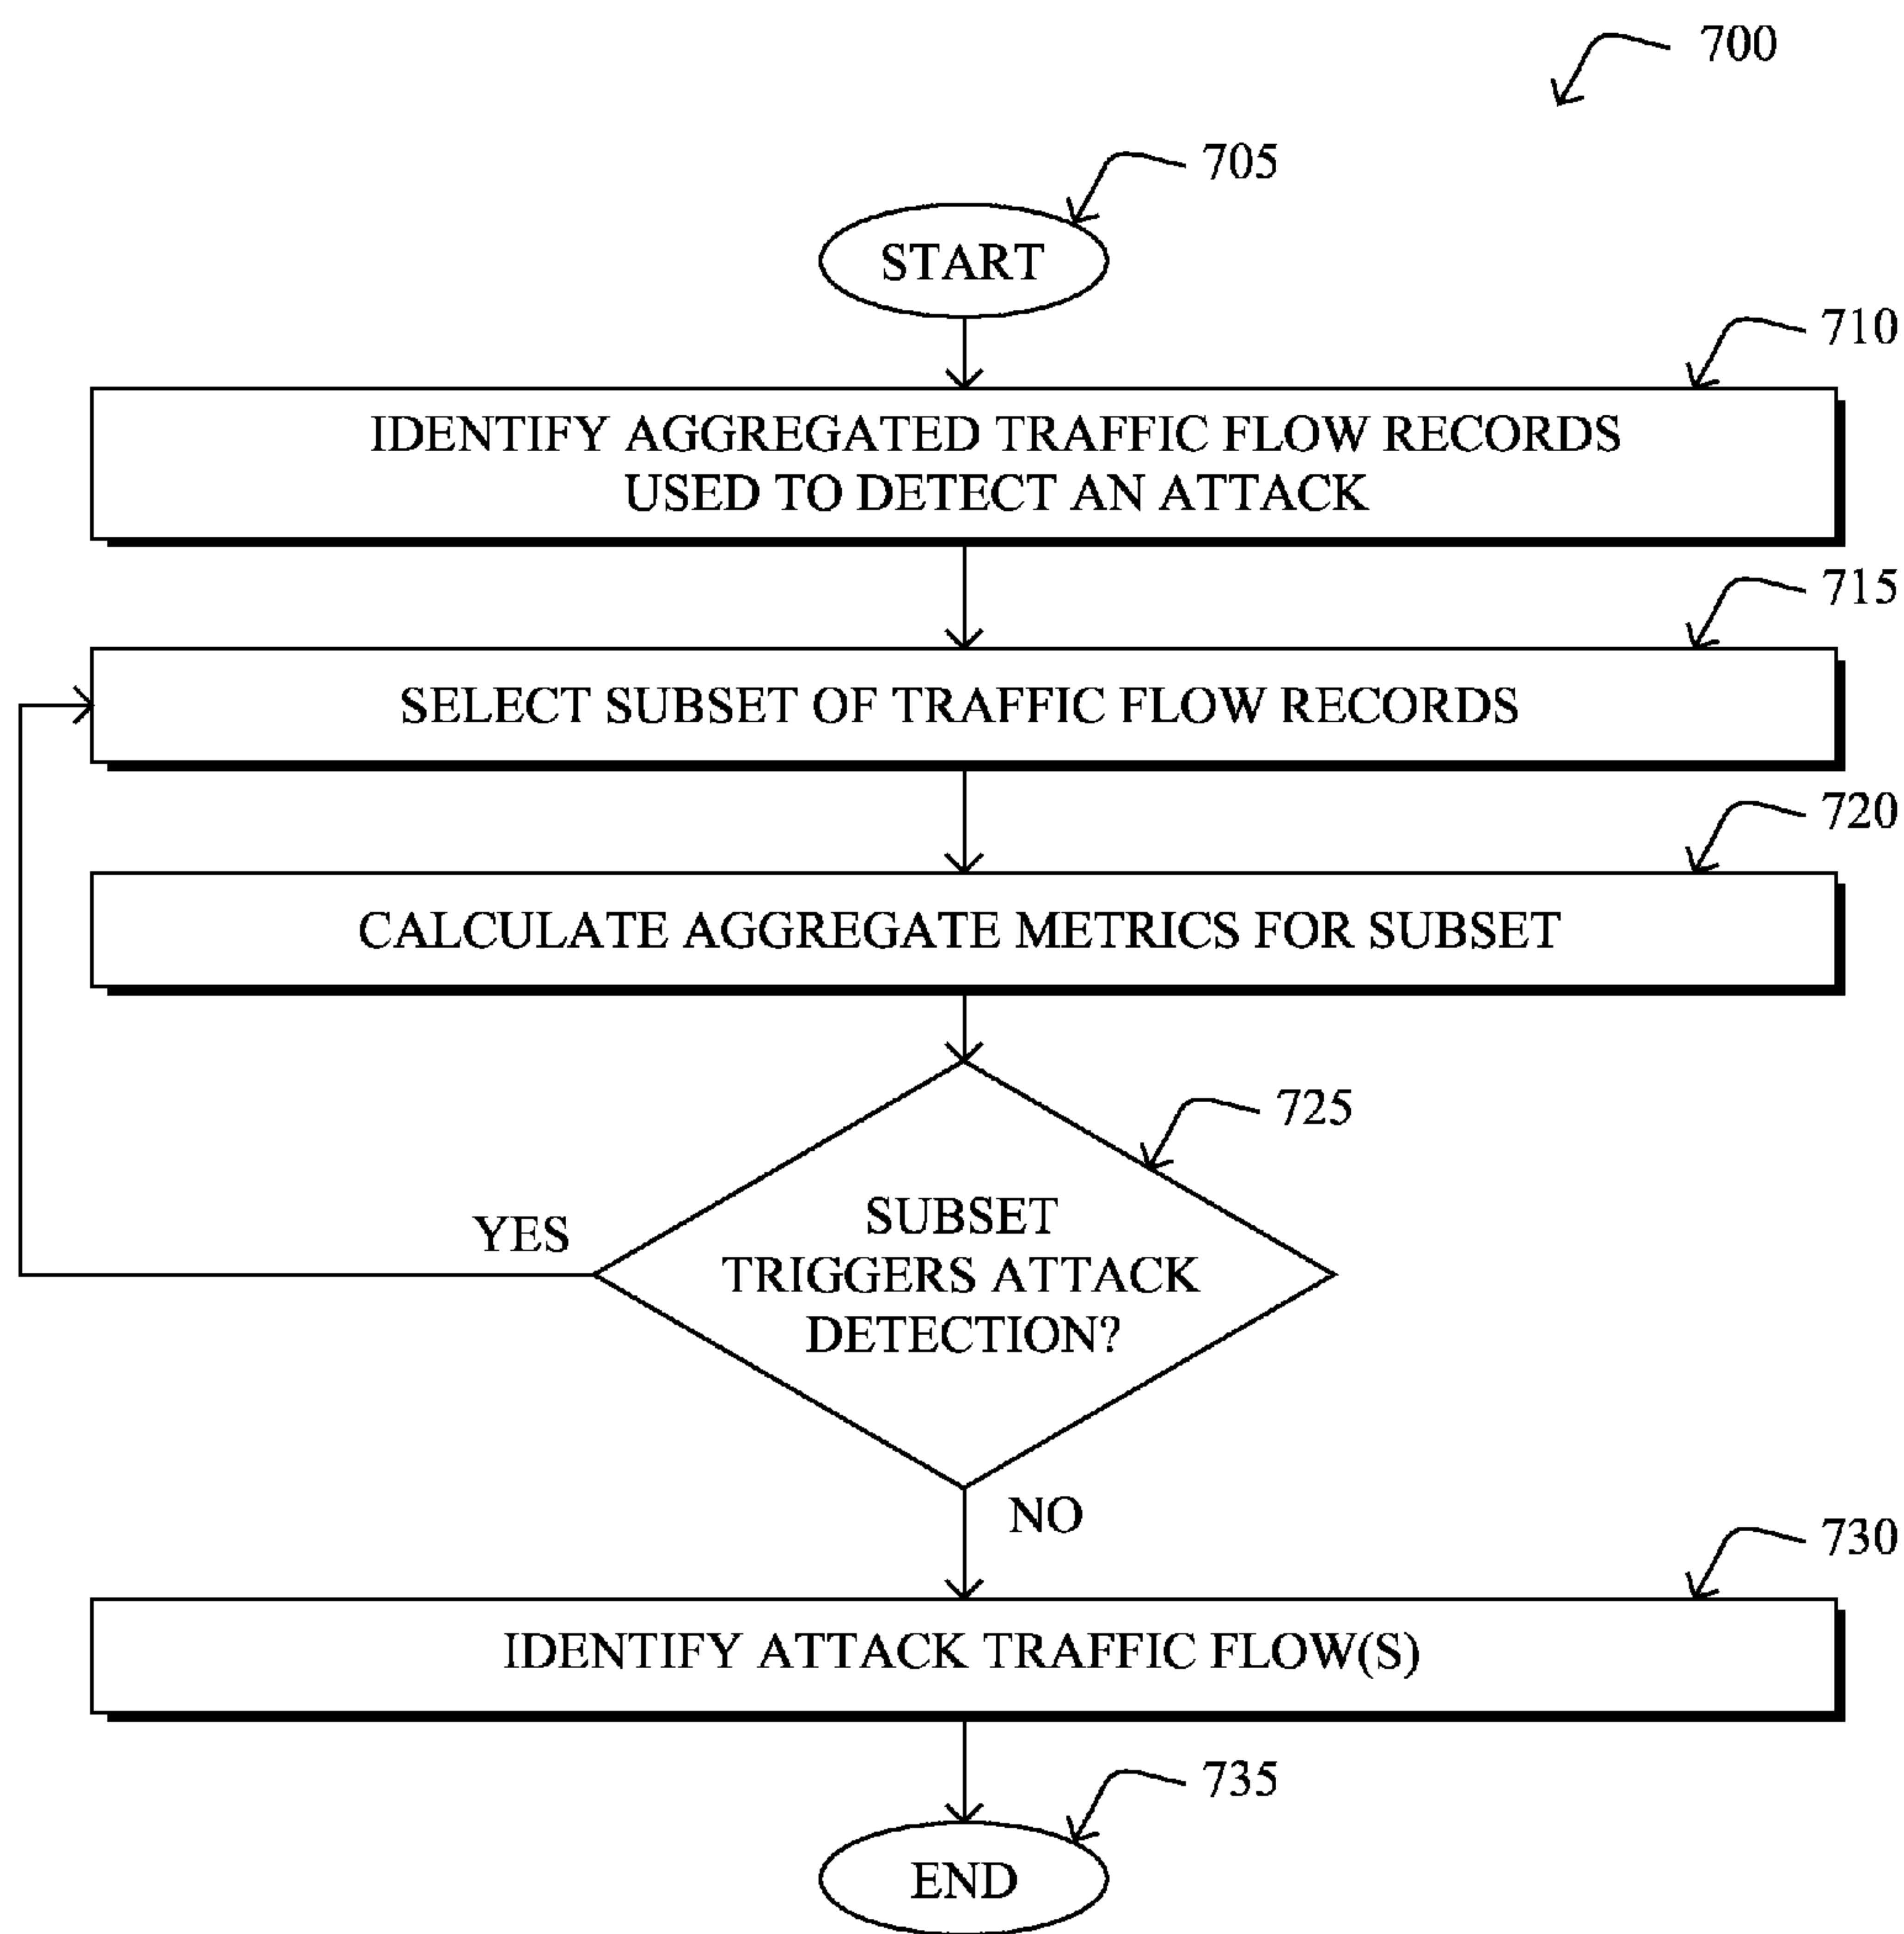 700
705
START
710
IDENTIFY AGGREGATED TRAFFIC FLOW RECORDS
USED TO DETECT AN ATTACK
715
SELECT SUBSET OF TRAFFIC FLOW RECORDS
720
CALCULATE AGGREGATE METRICS FOR SUBSET
725
SUBSET
TRIGGERS ATTACK
DETECTION?
YES
NO
730
IDENTIFY ATTACK TRAFFIC FLOW(S)
735
END